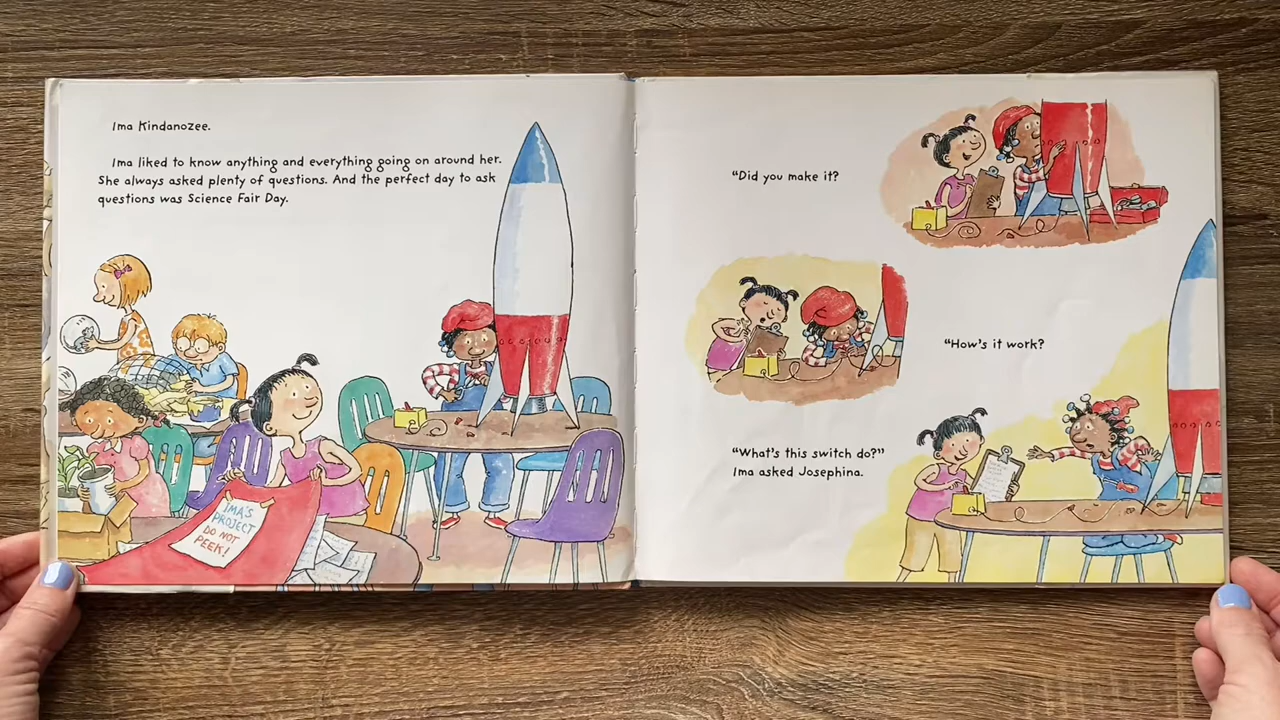 Ima Kindanozee.
Ima liked to know anything and everything going on around her.
She always asked plenty of questions. And the perfect day to ask
questions was Science Fair Day.
IMA'S
PROJECT
DO NOT
PEEK!
“Did you make it?
“How's it work?
“What's this switch do?”
Ima asked Josephina.